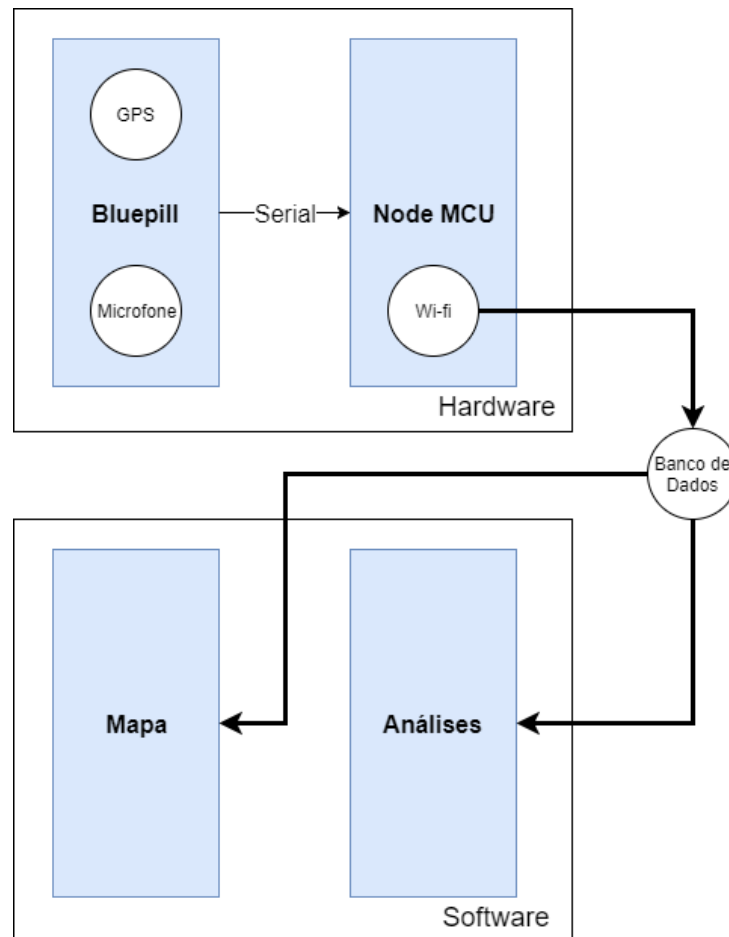 GPS
Bluepill
Serial
Node MCU
Microfone
Wi-fi
Hardware
Banco de
Dados
Mapa
Análises
Software